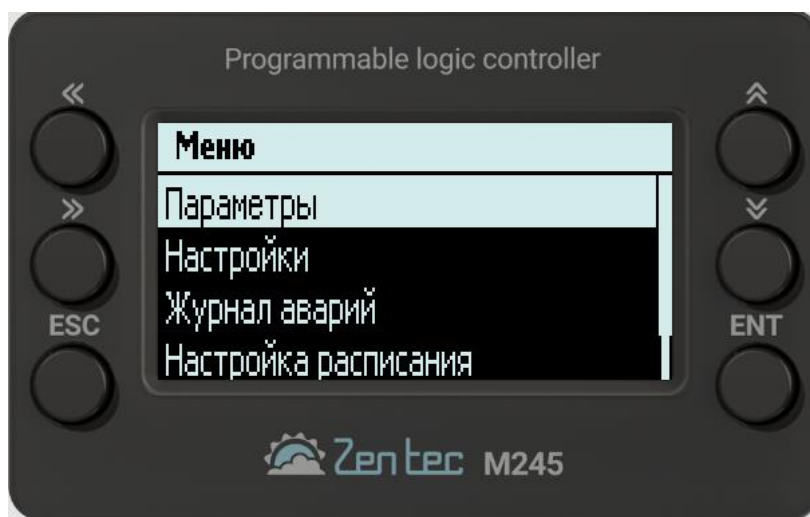 Programmable logic controller
«
»
ESC
ENT
Меню
Параметры
Настройки
Журнал аварий
Настройка расписания
Zentec M245